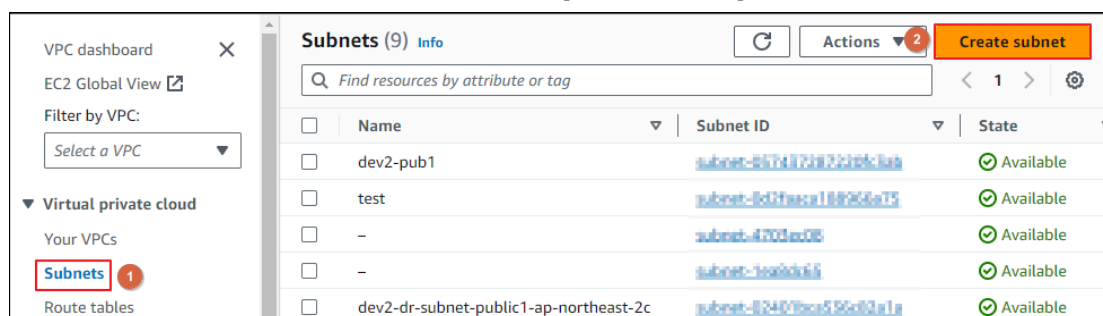 VPC dashboard
EC2 Global View
Filter by VPC:
Select a VPC
Virtual private cloud
Your VPCs
Subnets 1
Route tables
Subnets (9) Info
Actions 2 Create subnet
Find resources by attribute or tag
1
Name Subnet ID State
dev2-pub1 Available
test Available
– Available
– Available
dev2-dr-subnet-public1-ap-northeast-2c Available